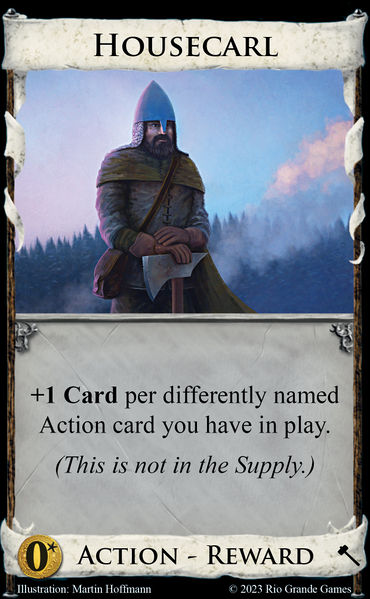 HOUSECARL
+1 Card per differently named
Action card you have in play.
(This is not in the Supply.)
0* ACTION - REWARD
Illustration: Martin Hoffmann © 2023 Rio Grande Games